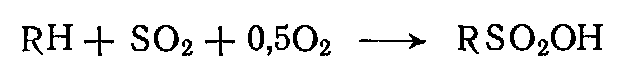 RH + SO₂ + 0,5O₂ ⟶ RSO₂OH